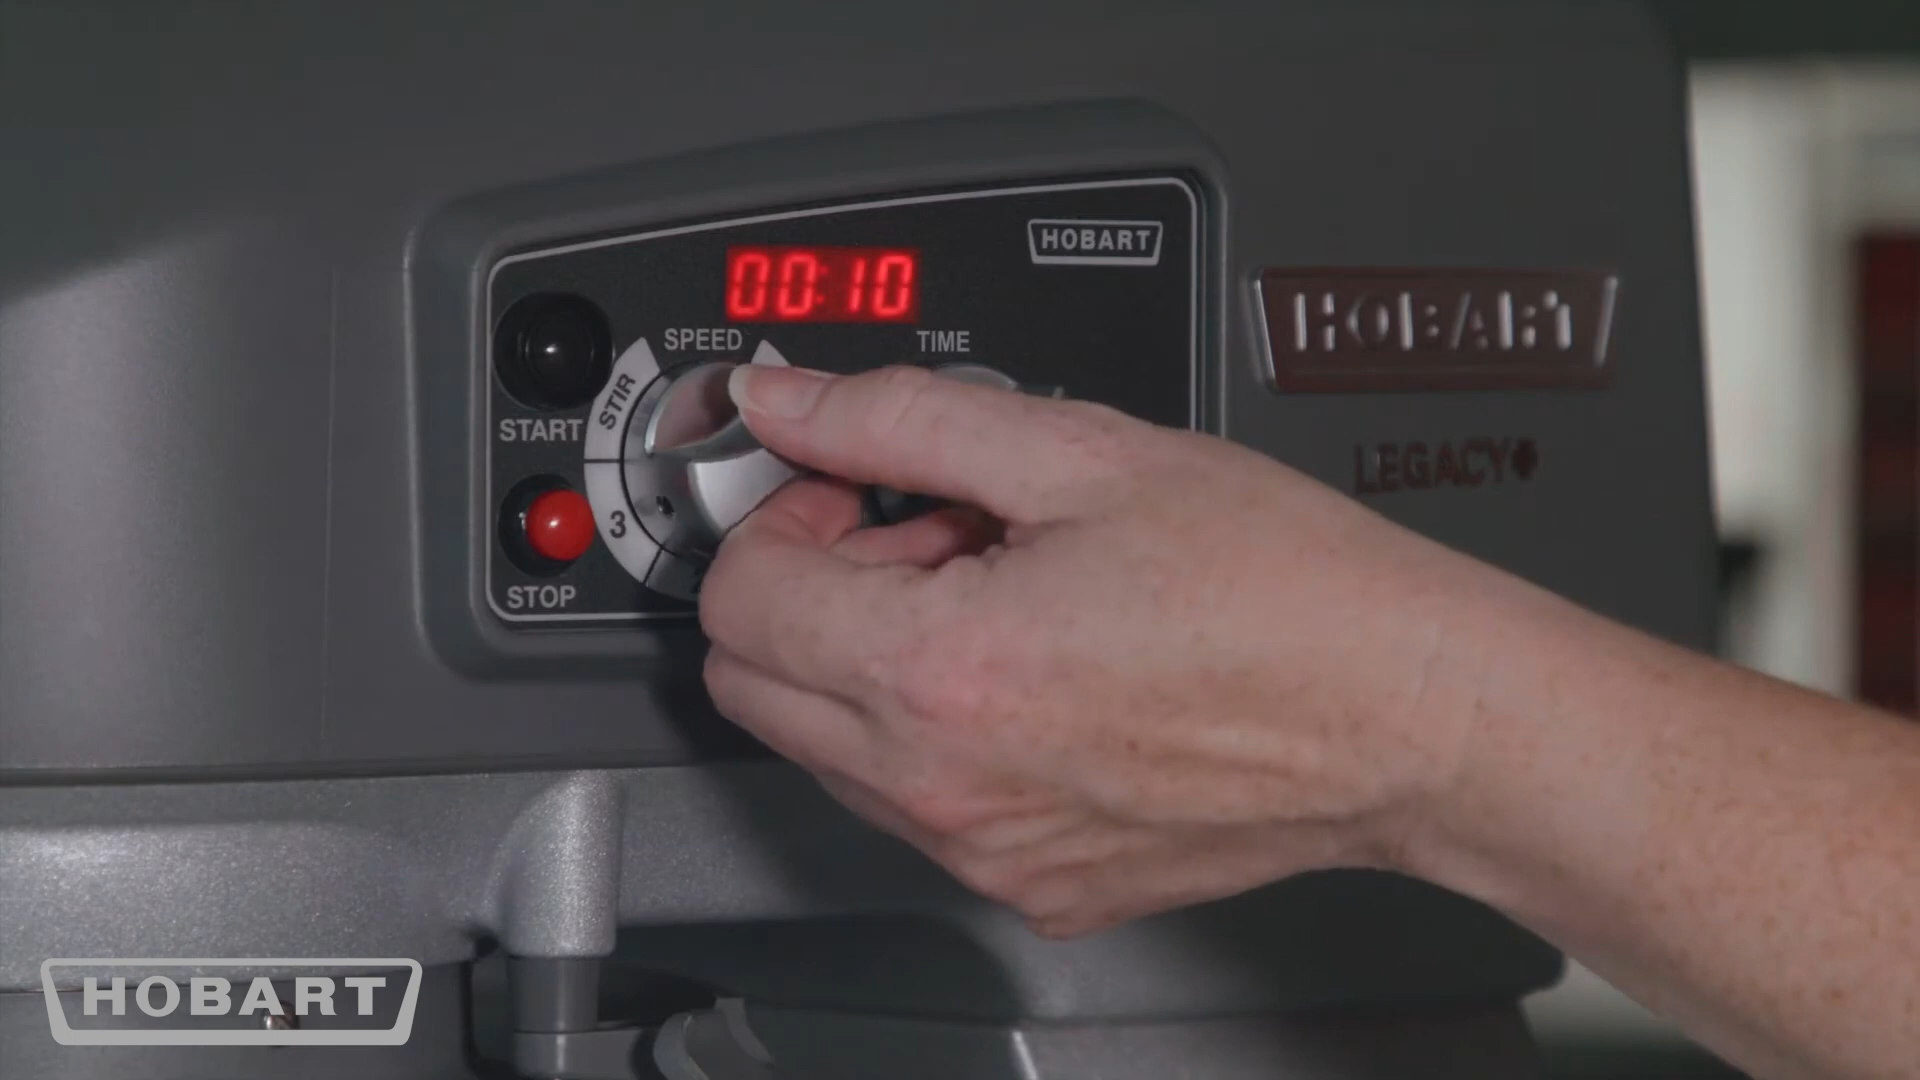 HOBART
00:10
SPEED
TIME
HOBART
STIR
START
LEGACY+
3
STOP
HOBART